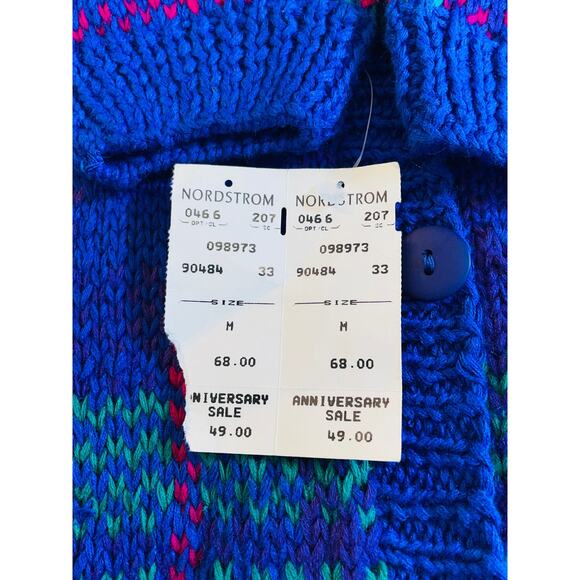 NORDSTROM NORDSTROM
0466 207 0466 207
DPT/CL SC DPT/CL SC
098973 098973
90484 33 90484 33
SIZE SIZE
M M
68.00 68.00
NIVERSARY ANNIVERSARY
SALE SALE
49.00 49.00